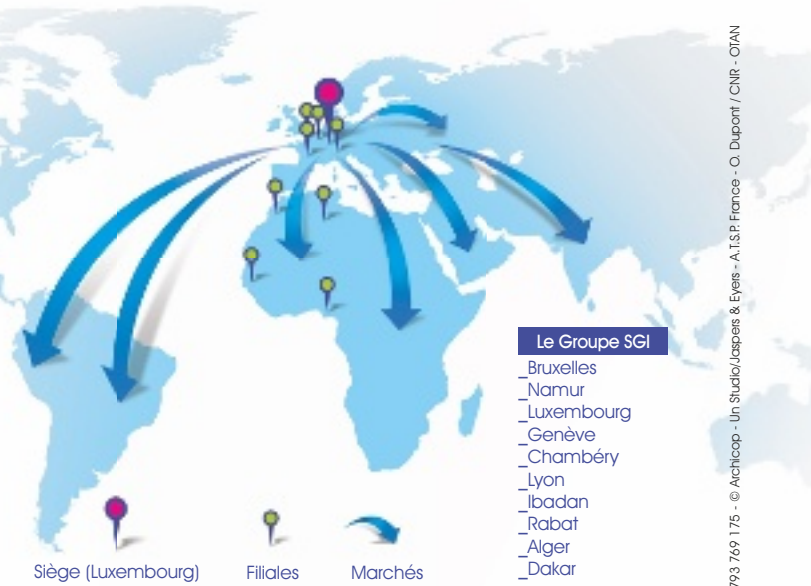 Le Groupe SGI
_Bruxelles
_Namur
_Luxembourg
_Genève
_Chambéry
_Lyon
_Ibadan
_Rabat
_Alger
_Dakar
Siège (Luxembourg)
Filiales
Marchés
793 769 175 - © Archicop - Un Studio/Jaspers & Eyers - A.T.S.P. France - O. Dupont / CNR - OTAN